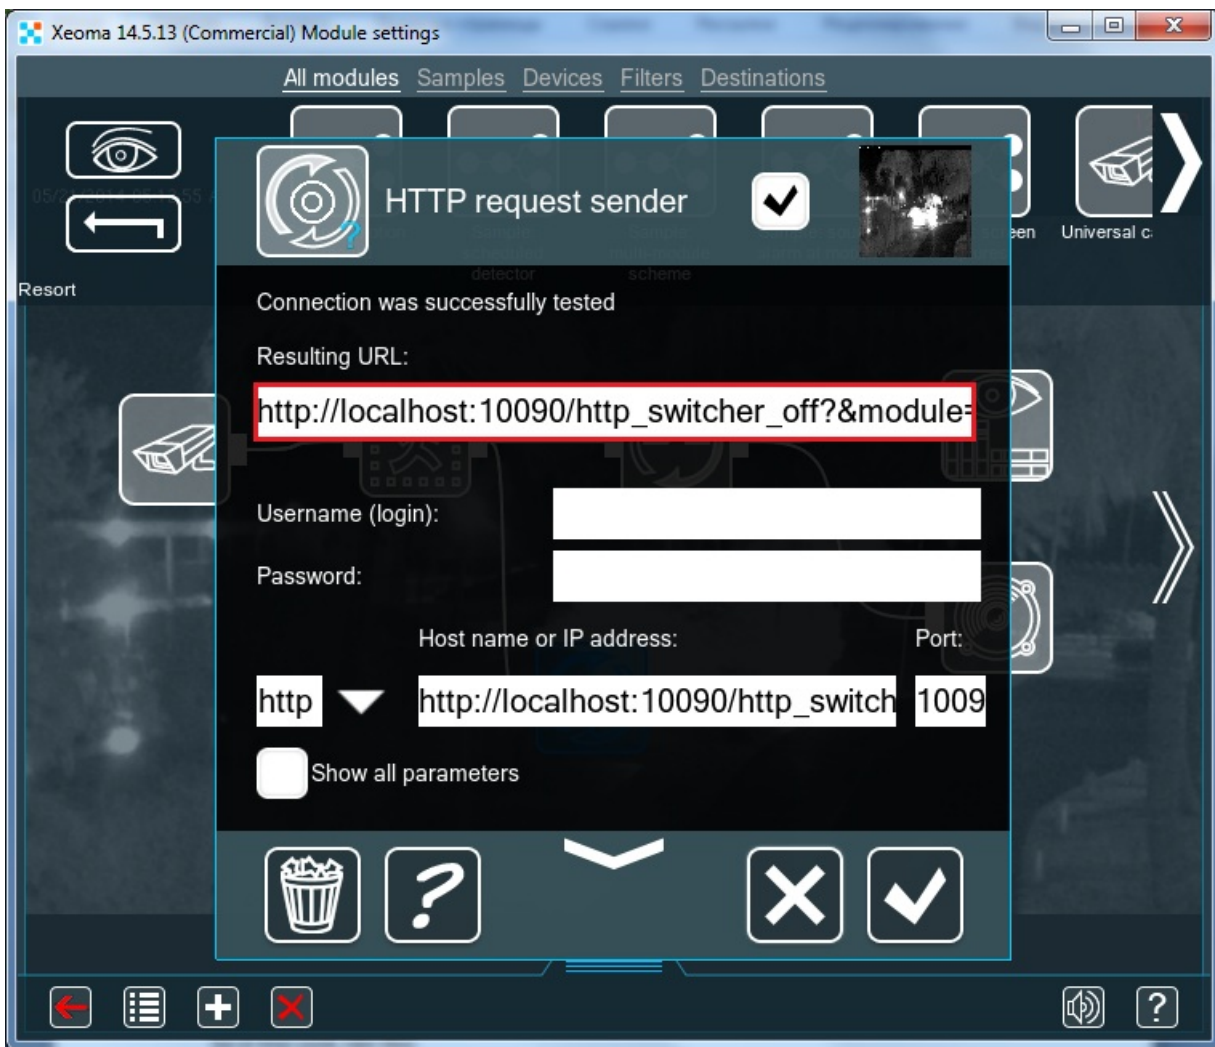 Xeoma 14.5.13 (Commercial) Module settings
All modules Samples Devices Filters Destinations
HTTP request sender
Universal c
detector
scheme
Resort
Connection was successfully tested
Resulting URL:
http://localhost:10090/http_switcher_off?&module=
Username (login):
Password:
Host name or IP address:
Port:
http
http://localhost:10090/http_switch
1009
Show all parameters